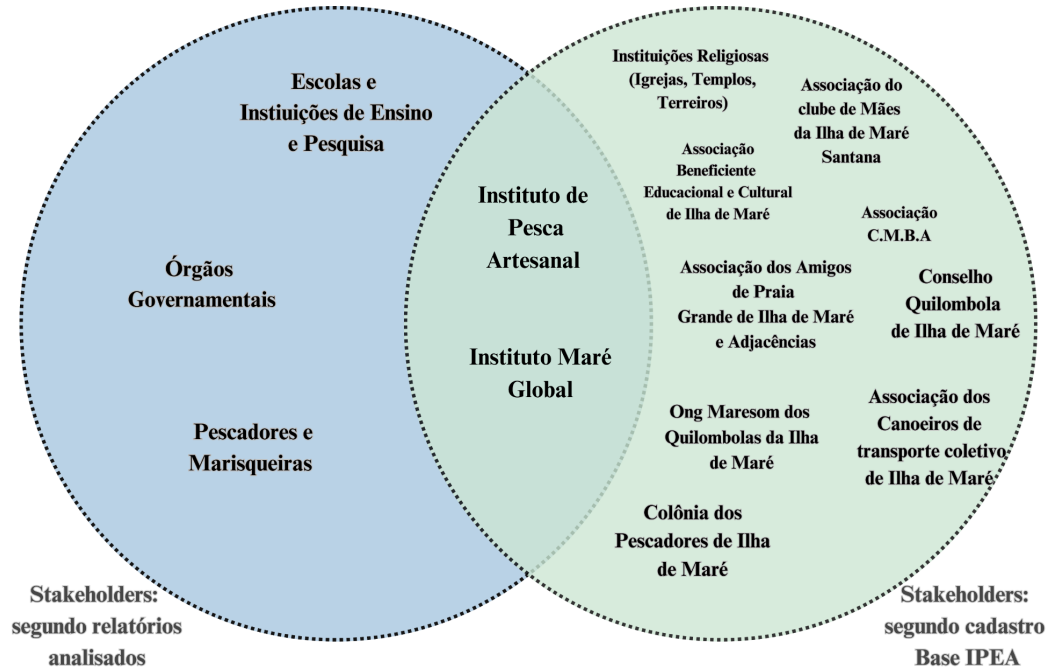 Escolas e
Instiuições de Ensino
e Pesquisa
Órgãos
Governamentais
Pescadores e
Marisqueiras
Stakeholders:
segundo relatórios
analisados
Instituto de
Pesca
Artesanal
Instituto Maré
Global
Instituições Religiosas
(Igrejas, Templos,
Terreiros)
Associação do
clube de Mães
da Ilha de Maré
Santana
Associação
Beneficiente
Educacional e Cultural
de Ilha de Maré
Associação
C.M.B.A
Associação dos Amigos
de Praia
Grande de Ilha de Maré
e Adjacências
Conselho
Quilombola
de Ilha de Maré
Ong Maresom dos
Quilombolas da Ilha
de Maré
Associação dos
Canoeiros de
transporte coletivo
de Ilha de Maré
Colônia dos
Pescadores de Ilha
de Maré
Stakeholders:
segundo cadastro
Base IPEA